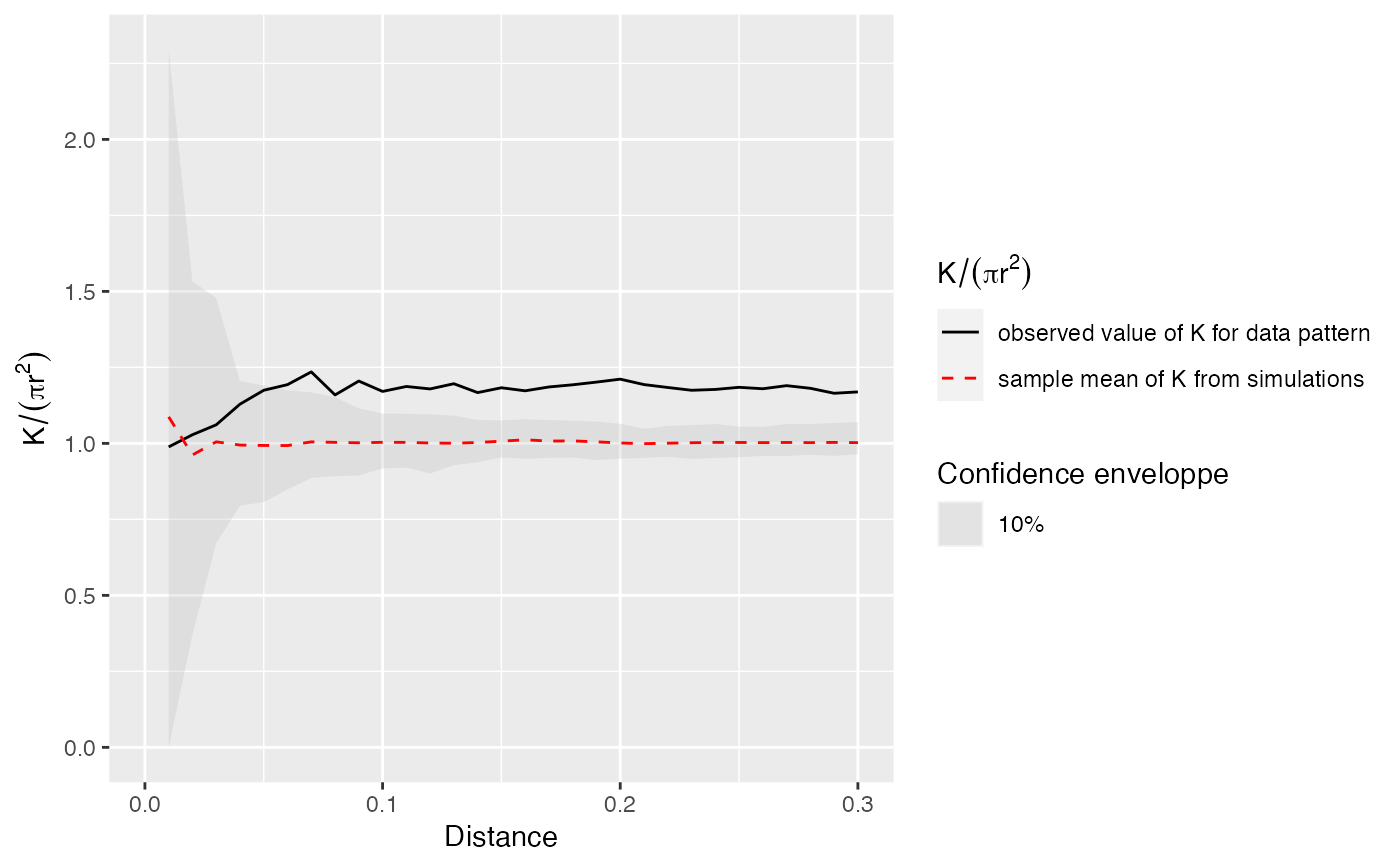 2.0
1.5
1.0
0.5
0.0
K/(πr²)
0.0 0.1 0.2 0.3
Distance
K/(πr²)
observed value of K for data pattern
sample mean of K from simulations
Confidence enveloppe
10%